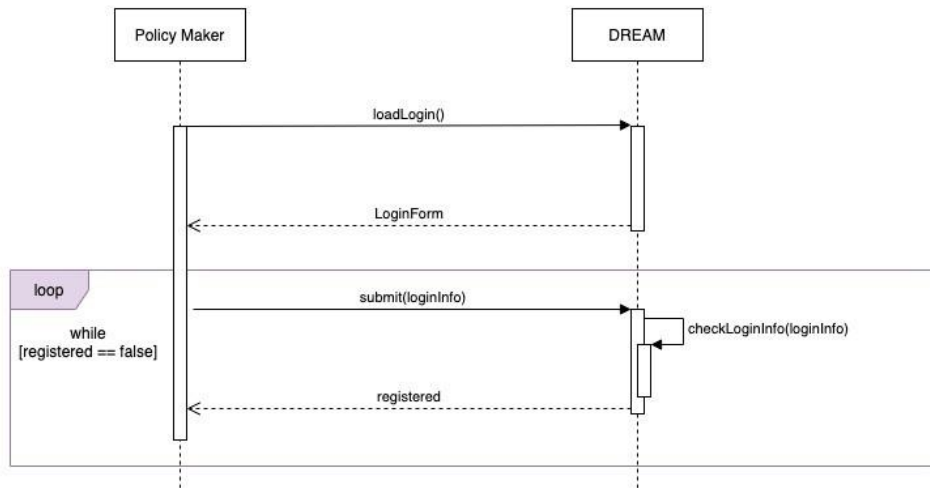 Policy Maker
DREAM
loadLogin()
LoginForm
loop
submit(loginInfo)
checkLoginInfo(loginInfo)
while
[registered == false]
registered